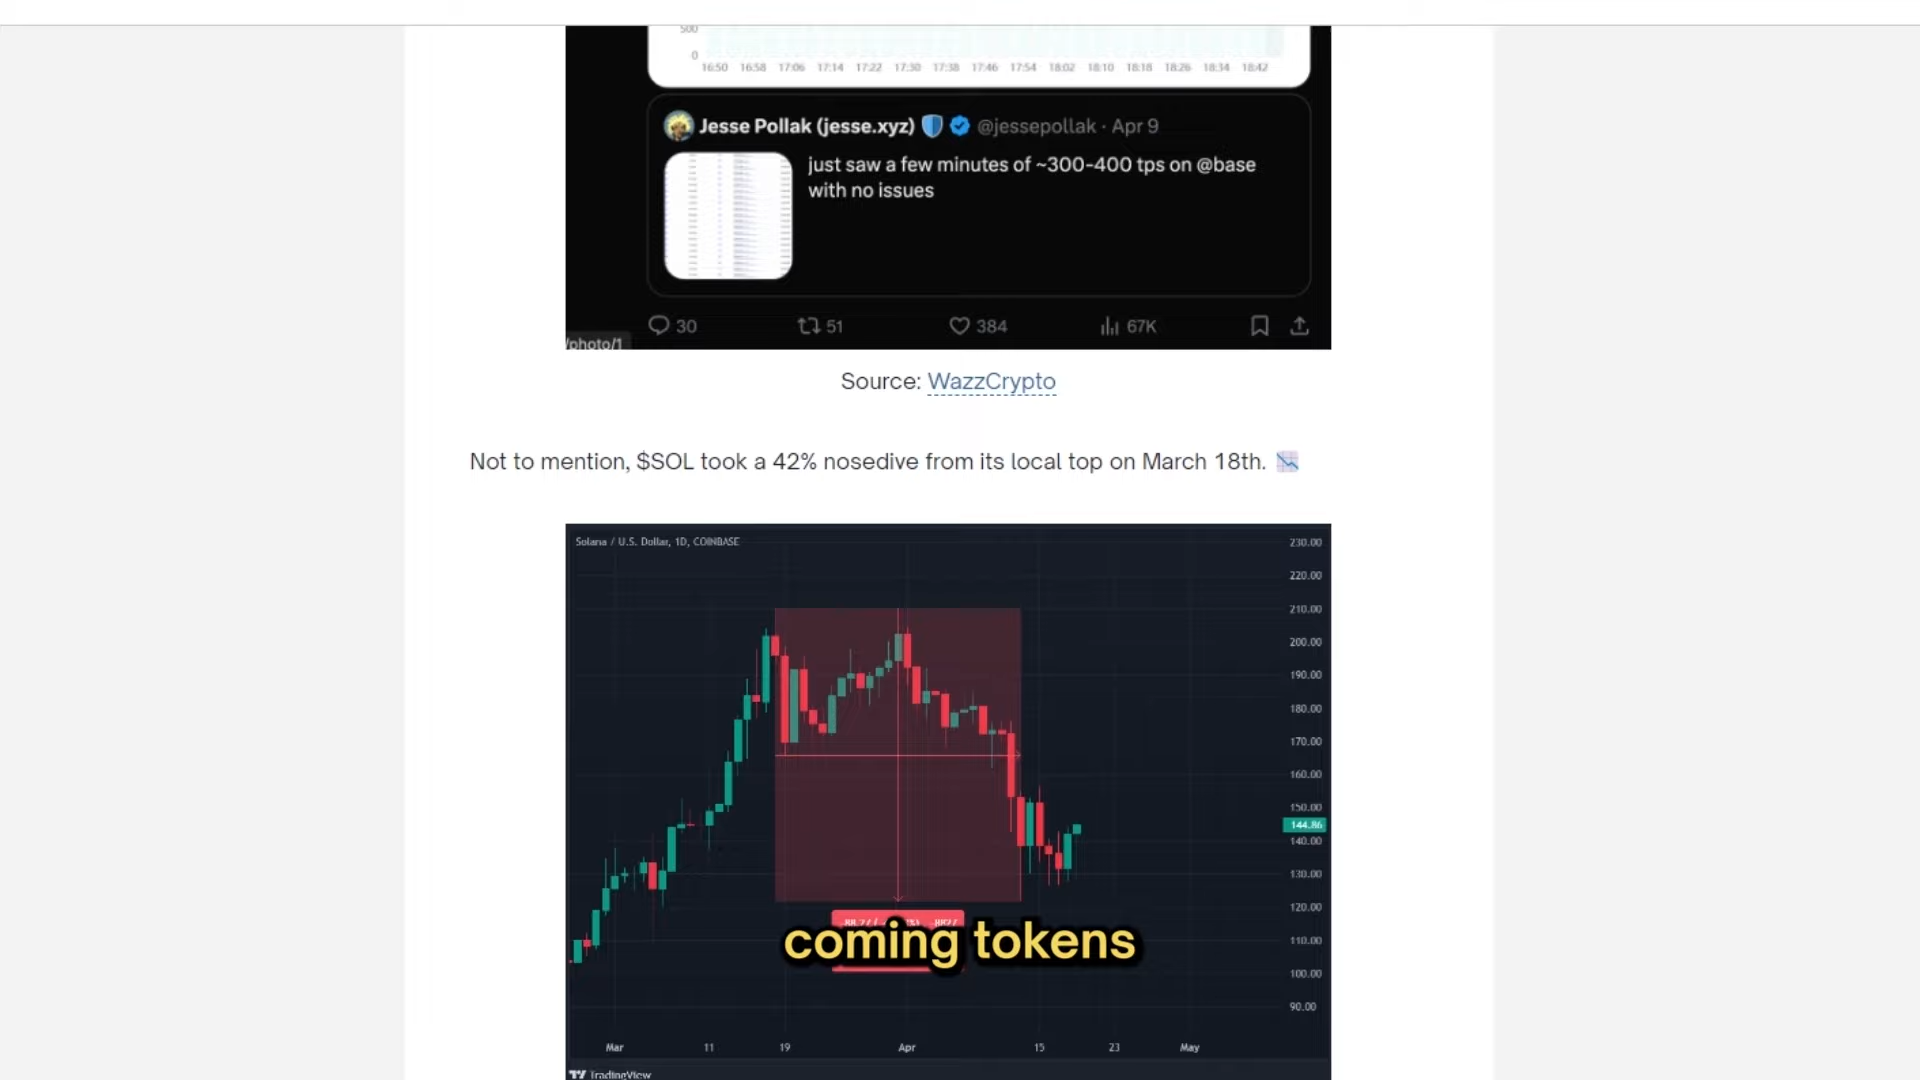 500
0
16:50 16:58 17:06 17:14 17:22 17:30 17:38 17:46 17:54 18:02 18:10 18:18 18:26 18:34 18:42
Jesse Pollak (jesse.xyz) @jessepollak · Apr 9
just saw a few minutes of ~300-400 tps on @base
with no issues
30 51 384 67K
/photo/1
Source: WazzCrypto
Not to mention, $SOL took a 42% nosedive from its local top on March 18th.
Solana / U.S. Dollar, 1D, COINBASE
230.00
220.00
210.00
200.00
190.00
180.00
170.00
160.00
150.00
144.86
140.00
130.00
120.00
110.00
100.00
90.00
coming tokens
Mar 11 19 Apr 15 23 May
TradingView